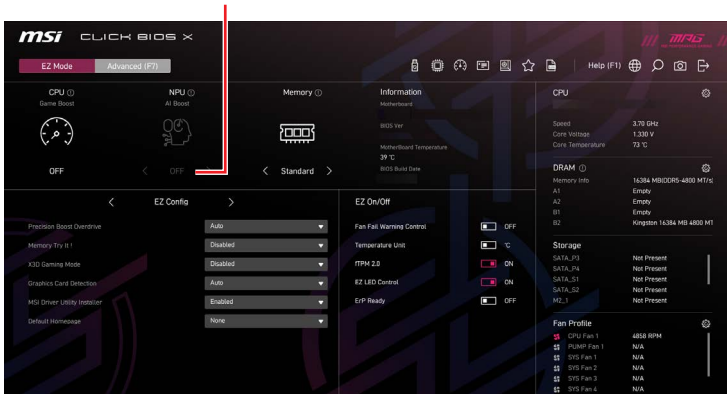 msi CLICK BIOS X
MPG
EZ Mode
Advanced (F7)
Help (F1)
CPU
Game Boost
OFF
NPU
AI Boost
OFF
Memory
Standard
Information
Motherboard
BIOS Ver
MotherBoard Temperature
39 °C
BIOS Build Date
CPU
Speed 3.70 GHz
Core Voltage 1.330 V
Core Temperature 73 °C
DRAM
Memory Info 16384 MB(DDR5-4800 MT/s
A1 Empty
A2 Empty
B1 Empty
B2 Kingston 16384 MB 4800 MT
Storage
SATA_P3 Not Present
SATA_P4 Not Present
SATA_S1 Not Present
SATA_S2 Not Present
M2_1 Not Present
Fan Profile
CPU Fan 1 4858 RPM
PUMP Fan 1 N/A
SYS Fan 1 N/A
SYS Fan 2 N/A
SYS Fan 3 N/A
SYS Fan 4 N/A
EZ Config
Precision Boost Overdrive Auto
Memory Try It ! Disabled
X3D Gaming Mode Disabled
Graphics Card Detection Auto
MSI Driver Utility Installer Enabled
Default Homepage None
EZ On/Off
Fan Fail Warning Control OFF
Temperature Unit °C
fTPM 2.0 ON
EZ LED Control ON
ErP Ready OFF